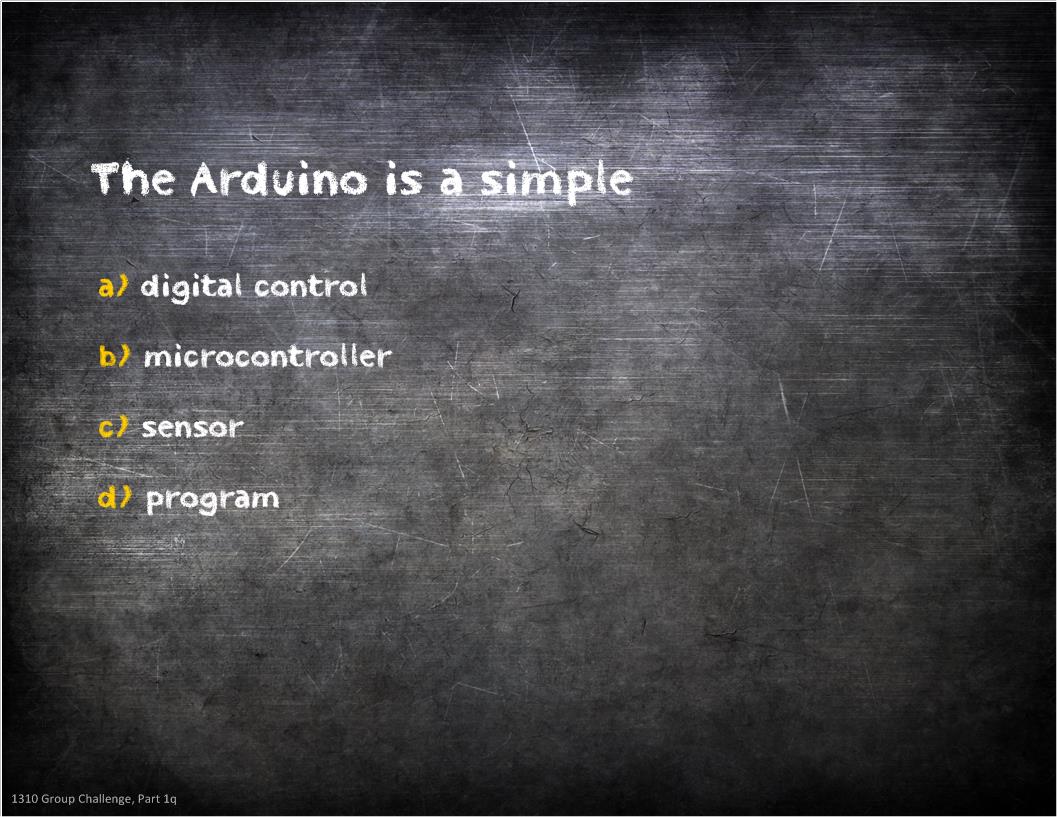 The Arduino is a simple
a) digital control
b) microcontroller
c) sensor
d) program
1310 Group Challenge, Part 1q